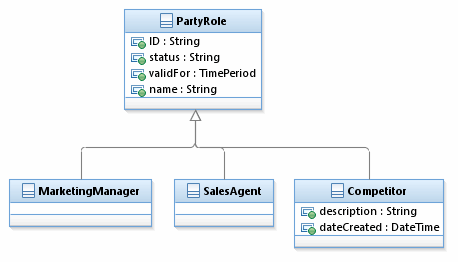 PartyRole
ID : String
status : String
validFor : TimePeriod
name : String
MarketingManager
SalesAgent
Competitor
description : String
dateCreated : DateTime